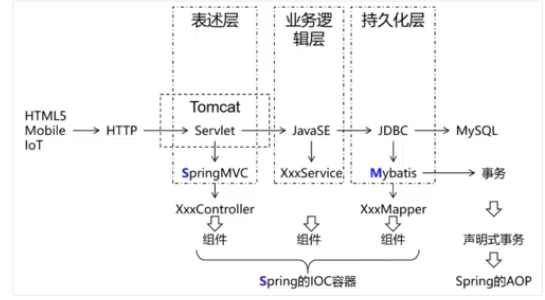 表述层
业务逻
辑层
持久化层
Tomcat
HTML5
Mobile
IoT
HTTP
Servlet
JavaSE
JDBC
MySQL
SpringMVC
XxxService
Mybatis
事务
XxxController
XxxMapper
组件
组件
组件
声明式事务
Spring的IOC容器
Spring的AOP